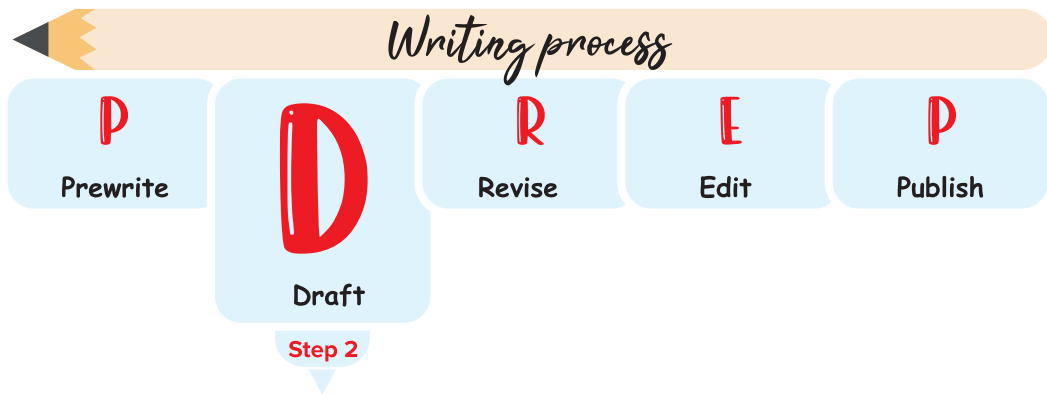 Writing process
P
Prewrite
D
Draft
Step 2
R
Revise
E
Edit
P
Publish